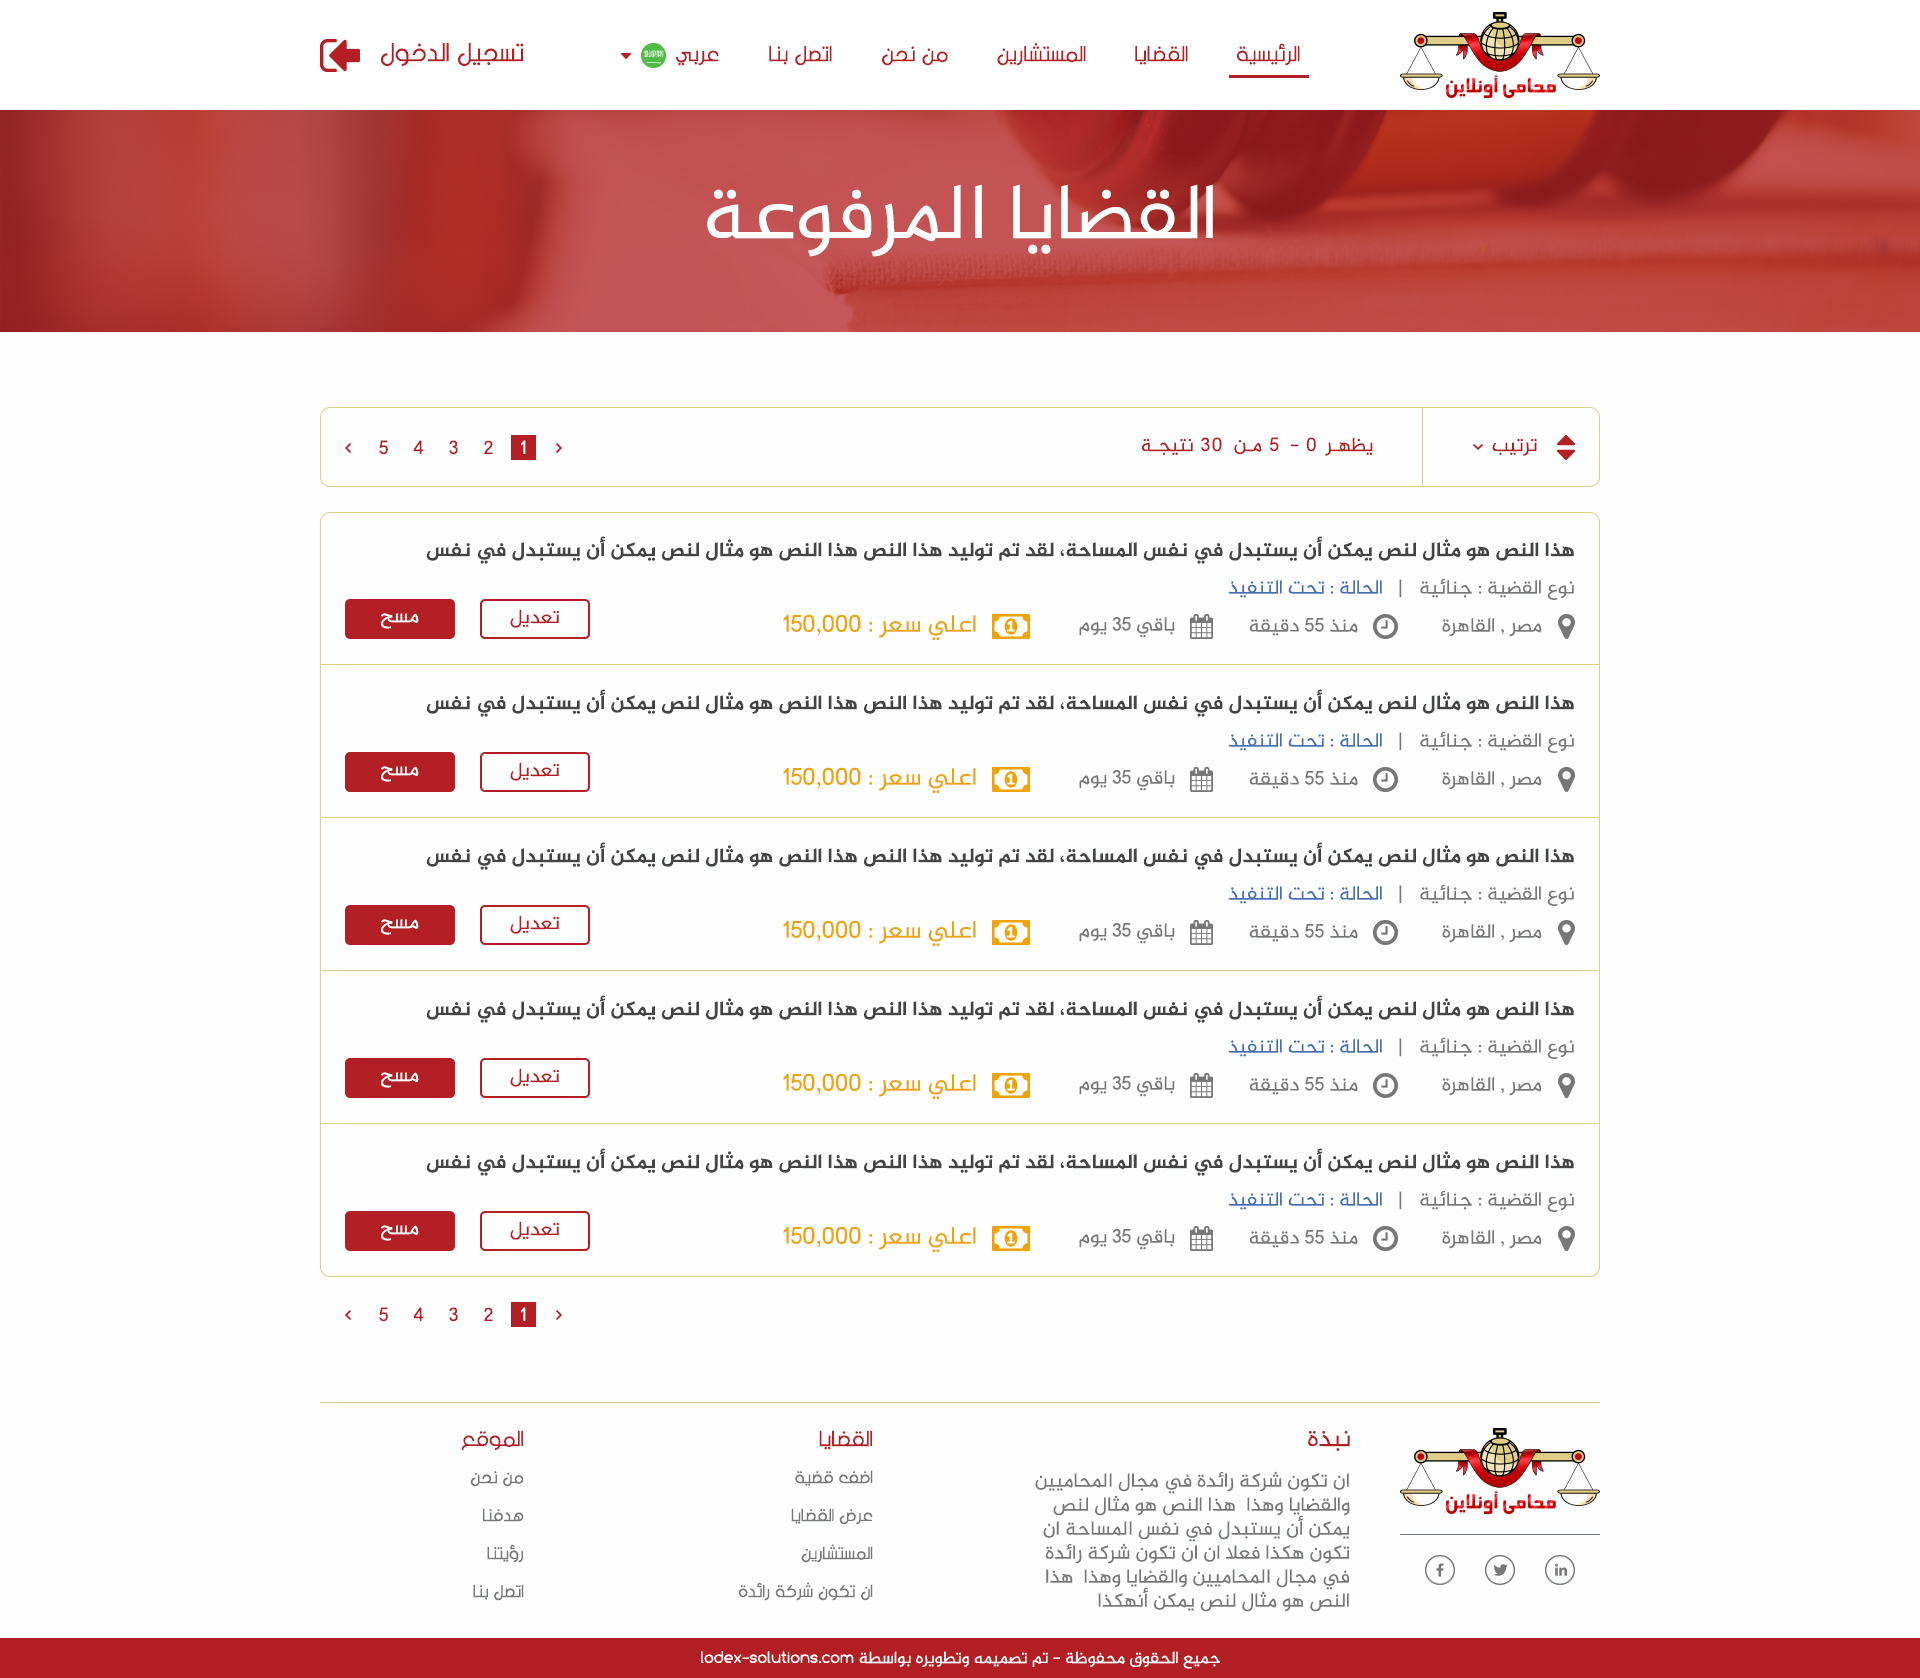 محامى أونلاين
الرئيسية
القضايا
المستشارين
من نحن
اتصل بنا
عربي
تسجيل الدخول
القضايا المرفوعة
ترتيب
يظهر 0 - 5 من 30 نتيجة
1 2 3 4 5
هذا النص هو مثال لنص يمكن أن يستبدل في نفس المساحة، لقد تم توليد هذا النص هذا النص هو مثال لنص يمكن أن يستبدل في نفس
نوع القضية : جنائية | الحالة : تحت التنفيذ
مصر , القاهرة منذ 55 دقيقة باقي 35 يوم اعلي سعر : 150,000
تعديل
مسح
هذا النص هو مثال لنص يمكن أن يستبدل في نفس المساحة، لقد تم توليد هذا النص هذا النص هو مثال لنص يمكن أن يستبدل في نفس
نوع القضية : جنائية | الحالة : تحت التنفيذ
مصر , القاهرة منذ 55 دقيقة باقي 35 يوم اعلي سعر : 150,000
تعديل
مسح
هذا النص هو مثال لنص يمكن أن يستبدل في نفس المساحة، لقد تم توليد هذا النص هذا النص هو مثال لنص يمكن أن يستبدل في نفس
نوع القضية : جنائية | الحالة : تحت التنفيذ
مصر , القاهرة منذ 55 دقيقة باقي 35 يوم اعلي سعر : 150,000
تعديل
مسح
هذا النص هو مثال لنص يمكن أن يستبدل في نفس المساحة، لقد تم توليد هذا النص هذا النص هو مثال لنص يمكن أن يستبدل في نفس
نوع القضية : جنائية | الحالة : تحت التنفيذ
مصر , القاهرة منذ 55 دقيقة باقي 35 يوم اعلي سعر : 150,000
تعديل
مسح
هذا النص هو مثال لنص يمكن أن يستبدل في نفس المساحة، لقد تم توليد هذا النص هذا النص هو مثال لنص يمكن أن يستبدل في نفس
نوع القضية : جنائية | الحالة : تحت التنفيذ
مصر , القاهرة منذ 55 دقيقة باقي 35 يوم اعلي سعر : 150,000
تعديل
مسح
1 2 3 4 5
محامى أونلاين
نبذة
ان تكون شركة رائدة في مجال المحاميين
والقضايا وهذا هذا النص هو مثال لنص
يمكن أن يستبدل في نفس المساحة ان
تكون هكذا فعلا ان ان تكون شركة رائدة
في مجال المحاميين والقضايا وهذا هذا
النص هو مثال لنص يمكن أنهكذا
القضايا
اضف قضية
عرض القضايا
المستشارين
ان تكون شركة رائدة
الموقع
من نحن
هدفنا
رؤيتنا
اتصل بنا
جميع الحقوق محفوظة - تم تصميمه وتطويره بواسطة lodex-solutions.com